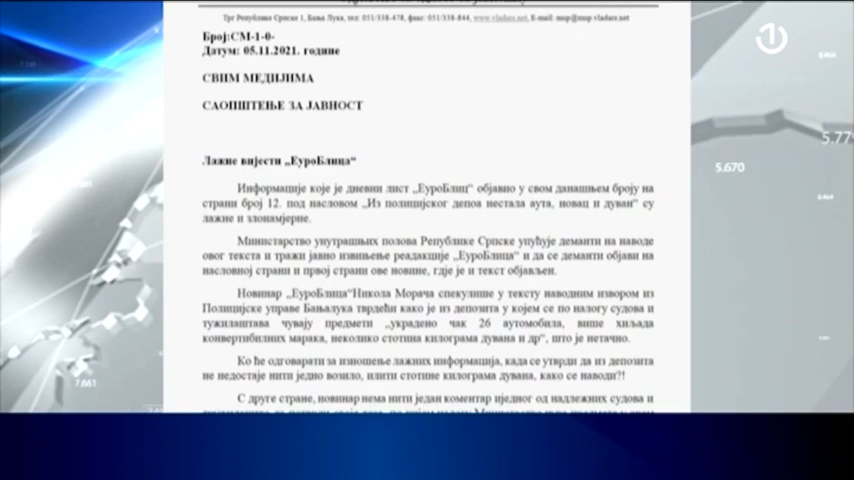 Трг Републике Српске 1, Бања Лука, тел: 051/338-478, факс: 051/338-844, www.vladars.net, E-mail: mup@mup.vladars.net
Број:СМ-1-0-
Датум: 05.11.2021. године
СВИМ МЕДИЈИМА
САОПШТЕЊЕ ЗА ЈАВНОСТ
Лажне вијести „ЕуроБлица“
Информације које је дневни лист „ЕуроБлиц“ објавио у свом данашњем броју на
страни број 12. под насловом „Из полицијског депоа нестала аута, новац и дуван“ су
лажне и злонамјерне.
Министарство унутрашњих полова Републике Српске упућује деманти на наводе
овог текста и тражи јавно извињење реадакције „ЕуроБлица“ и да се деманти објави на
насловној страни и првој страни ове новине, гдје је и текст објављен.
Новинар „ЕуроБлица“Никола Морача спекулише у тексту наводним извором из
Полицијске управе Бањалука тврдећи како је из депозита у којем се по налогу судова и
тужилаштава чувају предмети „украдено чак 26 аутомобила, више хиљада
конвертибилних марака, неколико стотина килограма дувана и др“, што је нетачно.
Ко ће одговарати за изношење лажних информација, када се утврди да из депозита
не недостаје нити једно возило, илити стотине килограма дувана, како се наводи?!
С друге стране, новинар нема нити један коментар иједног од надлежних судова и
1
5.670
5.77
7.661
8.464